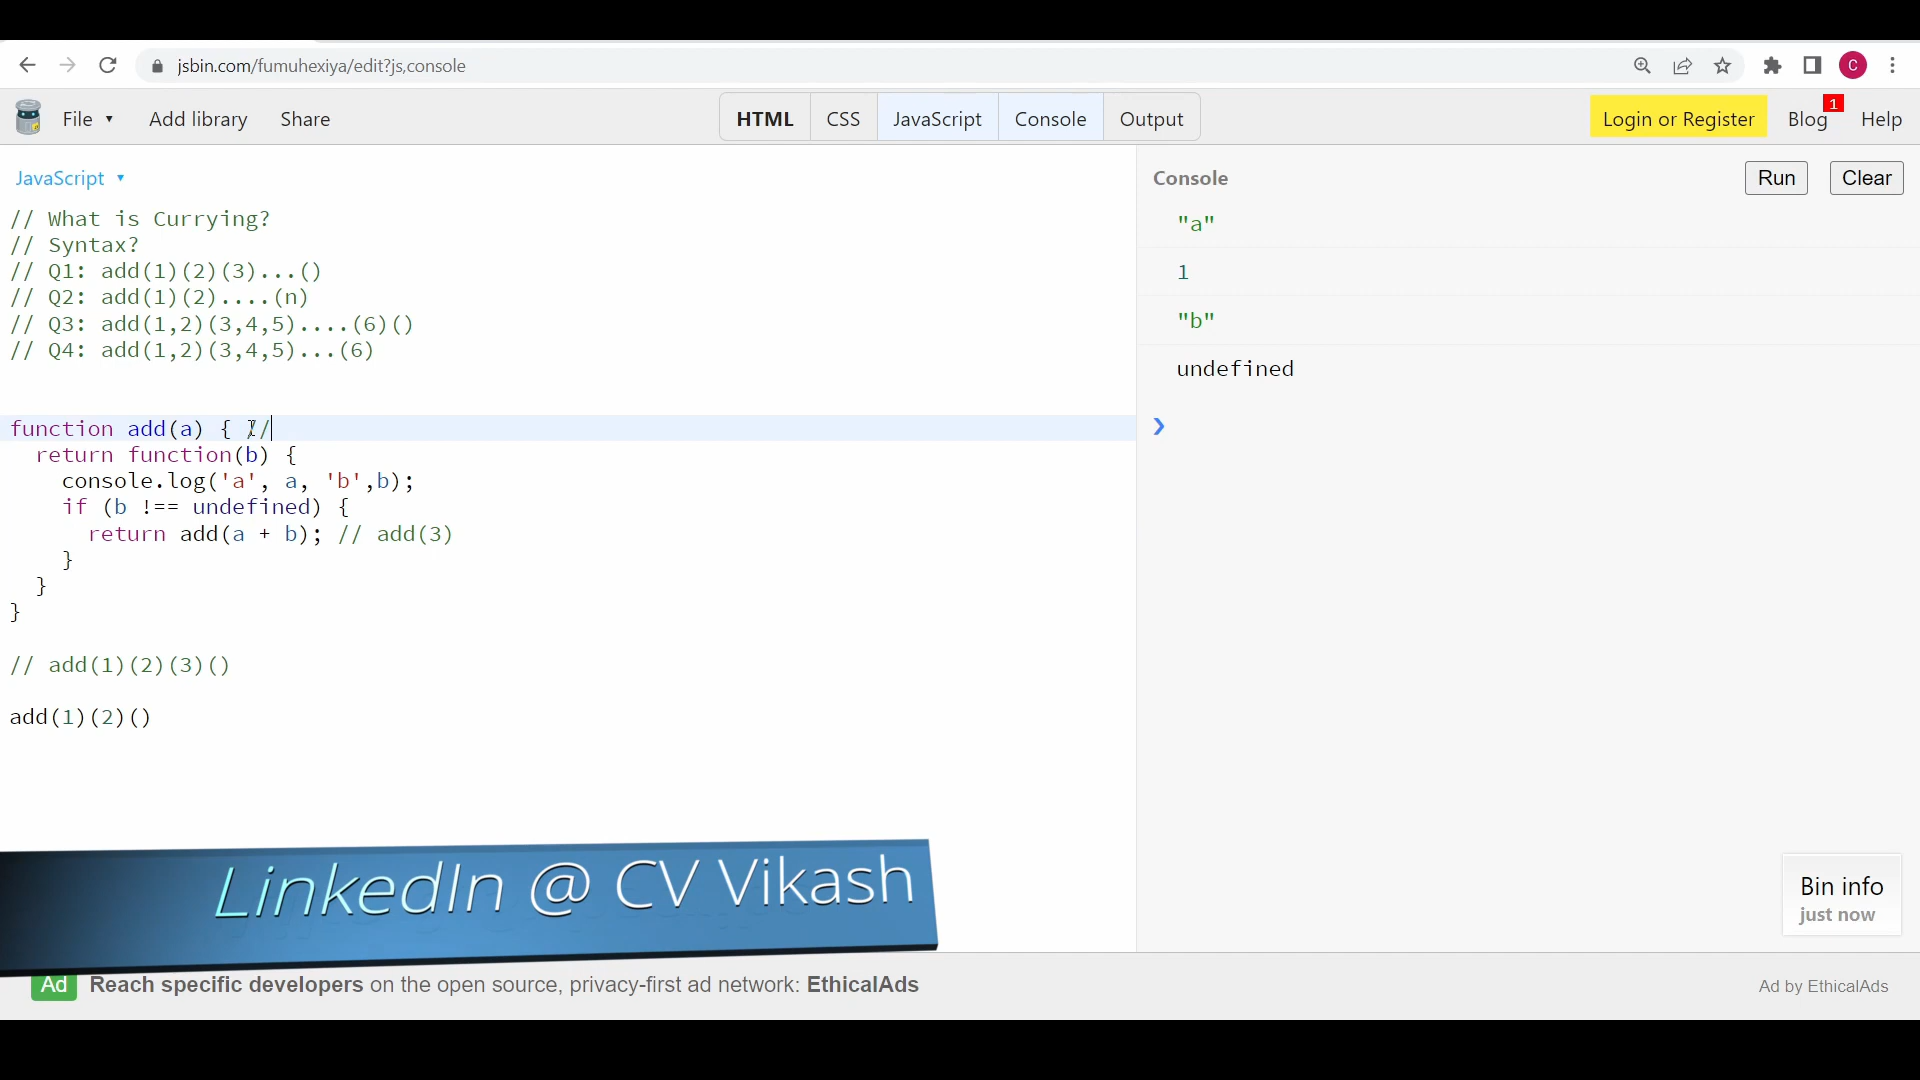 jsbin.com/fumuhexiya/edit?js,console
C
File ▾ Add library Share
HTML CSS JavaScript Console Output
Login or Register Blog 1 Help
JavaScript ▾
// What is Currying?
// Syntax?
// Q1: add(1)(2)(3)...()
// Q2: add(1)(2)....(n)
// Q3: add(1,2)(3,4,5)....(6)()
// Q4: add(1,2)(3,4,5)...(6)
function add(a) { //
return function(b) {
console.log('a', a, 'b',b);
if (b !== undefined) {
return add(a + b); // add(3)
}
}
}
// add(1)(2)(3)()
add(1)(2)()
Console
Run Clear
"a"
1
"b"
undefined
❯
LinkedIn @ CV Vikash
Bin info
just now
Ad Reach specific developers on the open source, privacy-first ad network: EthicalAds
Ad by EthicalAds